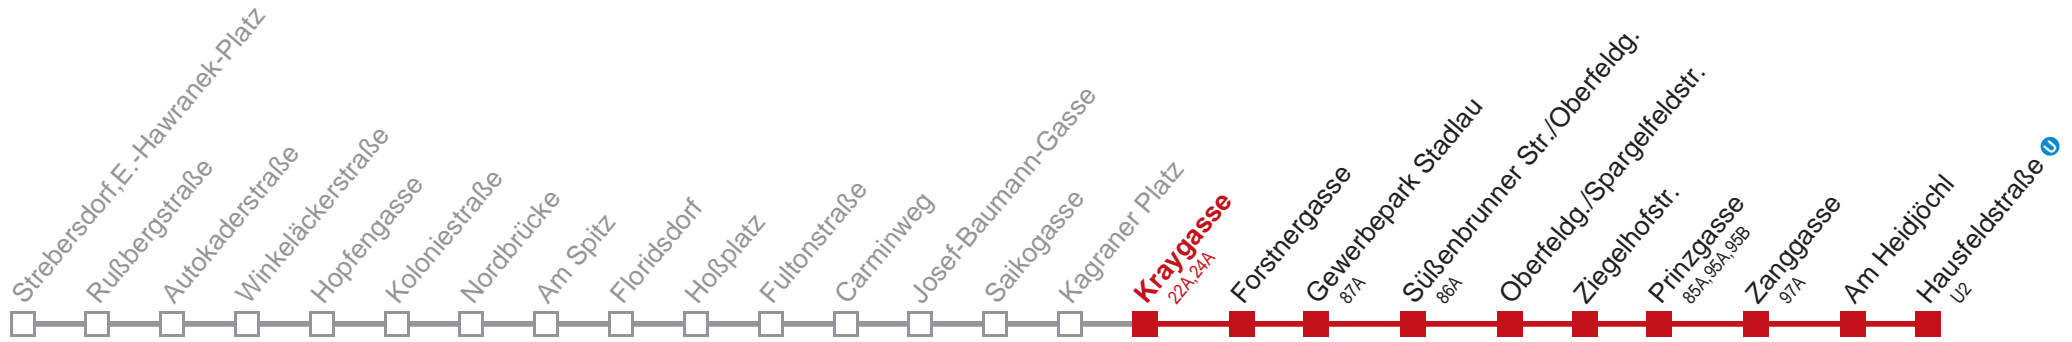 Strebersdorf,E.-Hawranek-Platz
Rußbergstraße
Autokaderstraße
Winkeläckerstraße
Hopfengasse
Koloniestraße
Nordbrücke
Am Spitz
Floridsdorf
Hoßplatz
Fultonstraße
Carminweg
Josef-Baumann-Gasse
Saikogasse
Kagraner Platz
Kraygasse
22A,24A
Forstnergasse
Gewerbepark Stadlau
87A
Süßenbrunner Str./Oberfeldg.
86A
Oberfeldg./Spargelfeldstr.
Ziegelhofstr.
Prinzgasse
85A,95A,95B
Zanggasse
97A
Am Heidjöchl
Hausfeldstraße U
U2